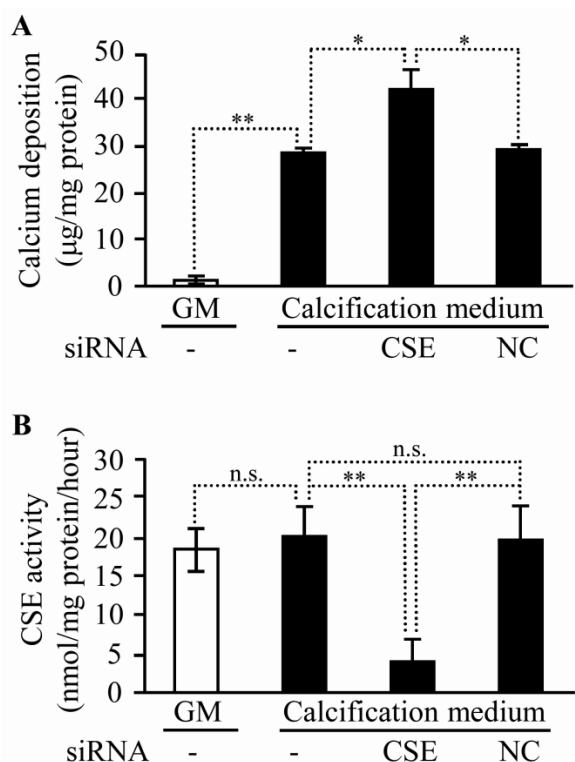 A
Calcium deposition
(µg/mg protein)
50
40
30
20
10
0
**
*
*
GM
Calcification medium
siRNA - - CSE NC
B
CSE activity
(nmol/mg protein/hour)
30
25
20
15
10
5
0
n.s.
n.s.
**
**
GM
Calcification medium
siRNA - - CSE NC